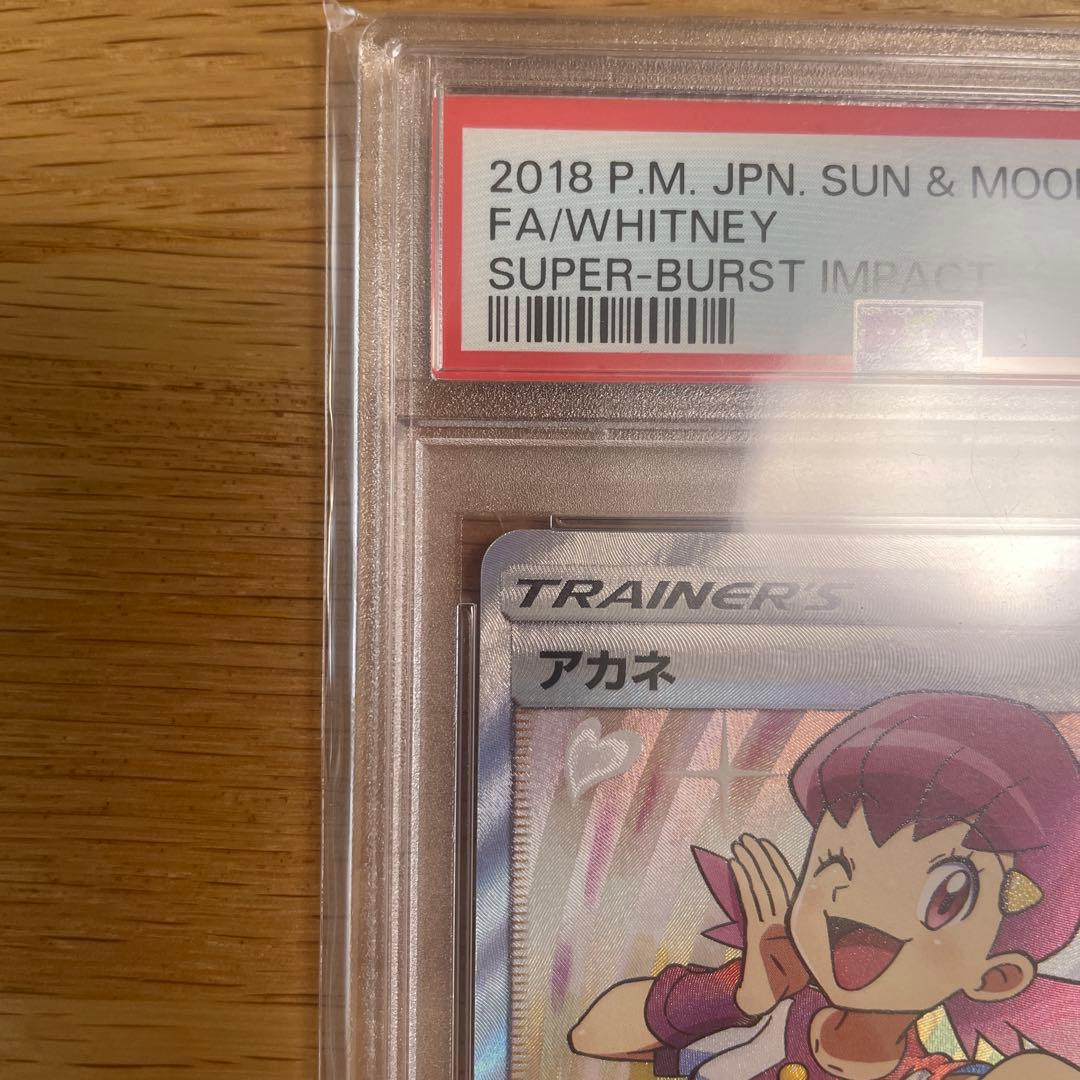 2018 P.M. JPN. SUN & MOON
FA/WHITNEY
SUPER-BURST IMPACT
TRAINER'S
アカネ